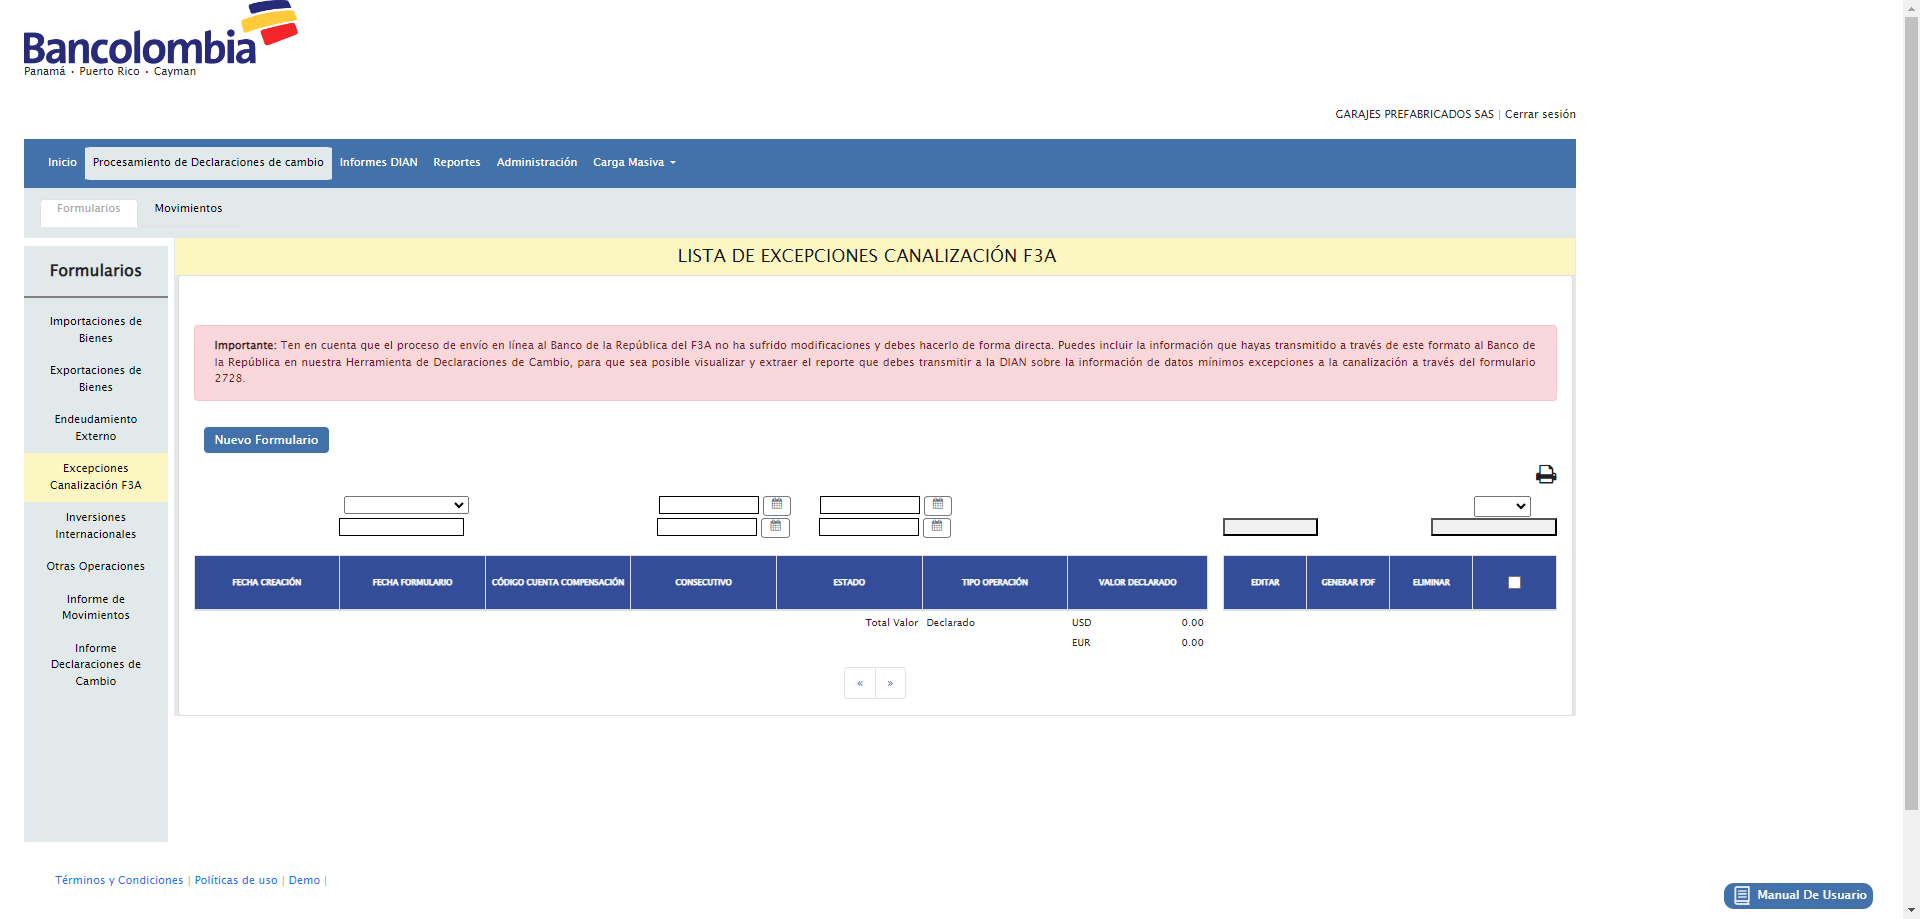 Bancolombia
Panamá • Puerto Rico • Cayman
GARAJES PREFABRICADOS SAS | Cerrar sesión
Inicio Procesamiento de Declaraciones de cambio Informes DIAN Reportes Administración Carga Masiva
Formularios Movimientos
Formularios
Importaciones de
Bienes
Exportaciones de
Bienes
Endeudamiento
Externo
Excepciones
Canalización F3A
Inversiones
Internacionales
Otras Operaciones
Informe de
Movimientos
Informe
Declaraciones de
Cambio
LISTA DE EXCEPCIONES CANALIZACIÓN F3A
Importante: Ten en cuenta que el proceso de envío en línea al Banco de la República del F3A no ha sufrido modificaciones y debes hacerlo de forma directa. Puedes incluir la información que hayas transmitido a través de este formato al Banco de
la República en nuestra Herramienta de Declaraciones de Cambio, para que sea posible visualizar y extraer el reporte que debes transmitir a la DIAN sobre la información de datos mínimos excepciones a la canalización a través del formulario
2728.
Nuevo Formulario
FECHA CREACIÓN FECHA FORMULARIO CÓDIGO CUENTA COMPENSACIÓN CONSECUTIVO ESTADO TIPO OPERACIÓN VALOR DECLARADO EDITAR GENERAR PDF ELIMINAR
Total Valor Declarado USD 0.00
EUR 0.00
« »
Términos y Condiciones | Políticas de uso | Demo |
Manual De Usuario